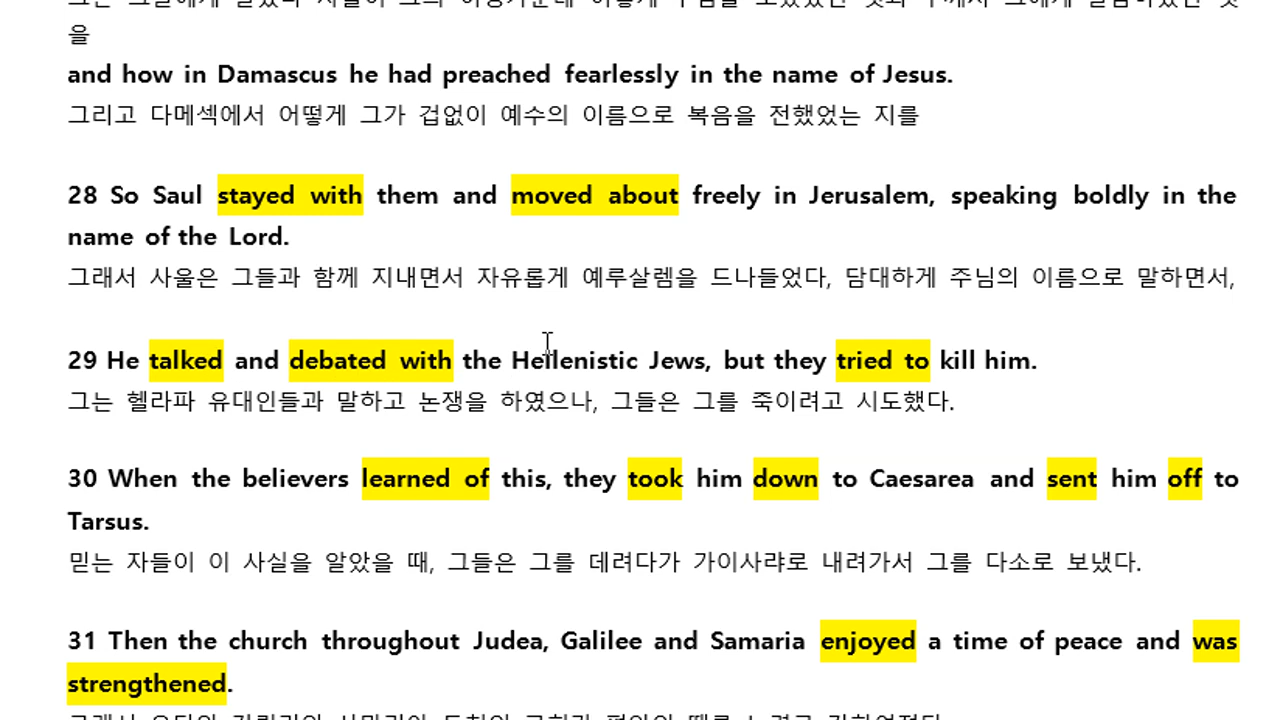 을
and how in Damascus he had preached fearlessly in the name of Jesus.
그리고 다메섹에서 어떻게 그가 겁없이 예수의 이름으로 복음을 전했었는 지를
28 So Saul stayed with them and moved about freely in Jerusalem, speaking boldly in the
name of the Lord.
그래서 사울은 그들과 함께 지내면서 자유롭게 예루살렘을 드나들었다, 담대하게 주님의 이름으로 말하면서,
29 He talked and debated with the Hellenistic Jews, but they tried to kill him.
그는 헬라파 유대인들과 말하고 논쟁을 하였으나, 그들은 그를 죽이려고 시도했다.
30 When the believers learned of this, they took him down to Caesarea and sent him off to
Tarsus.
믿는 자들이 이 사실을 알았을 때, 그들은 그를 데려다가 가이사랴로 내려가서 그를 다소로 보냈다.
31 Then the church throughout Judea, Galilee and Samaria enjoyed a time of peace and was
strengthened.